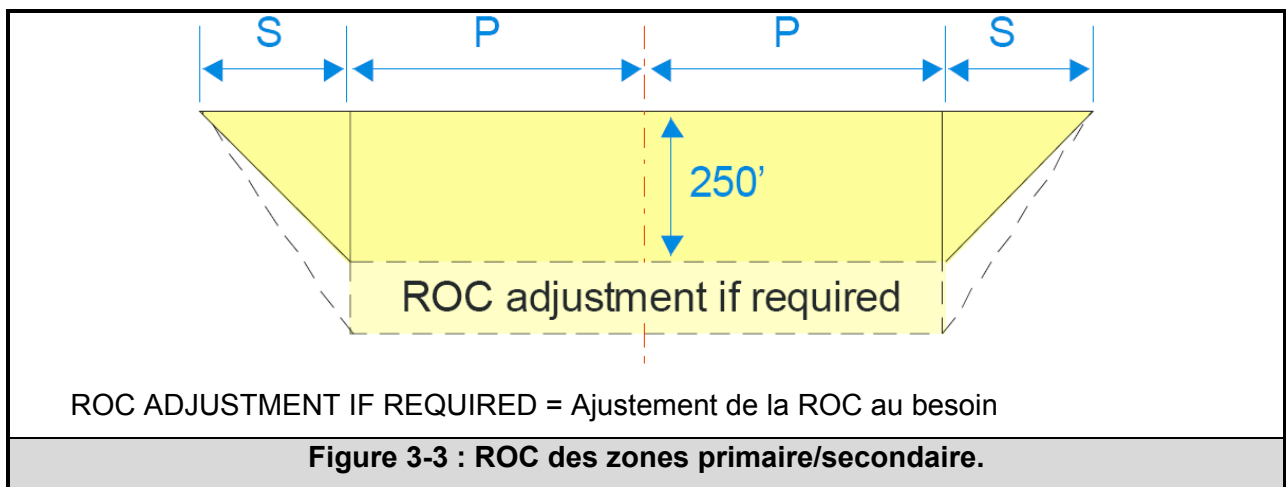 S P P S
250’
ROC adjustment if required
ROC ADJUSTMENT IF REQUIRED = Ajustement de la ROC au besoin
Figure 3-3 : ROC des zones primaire/secondaire.